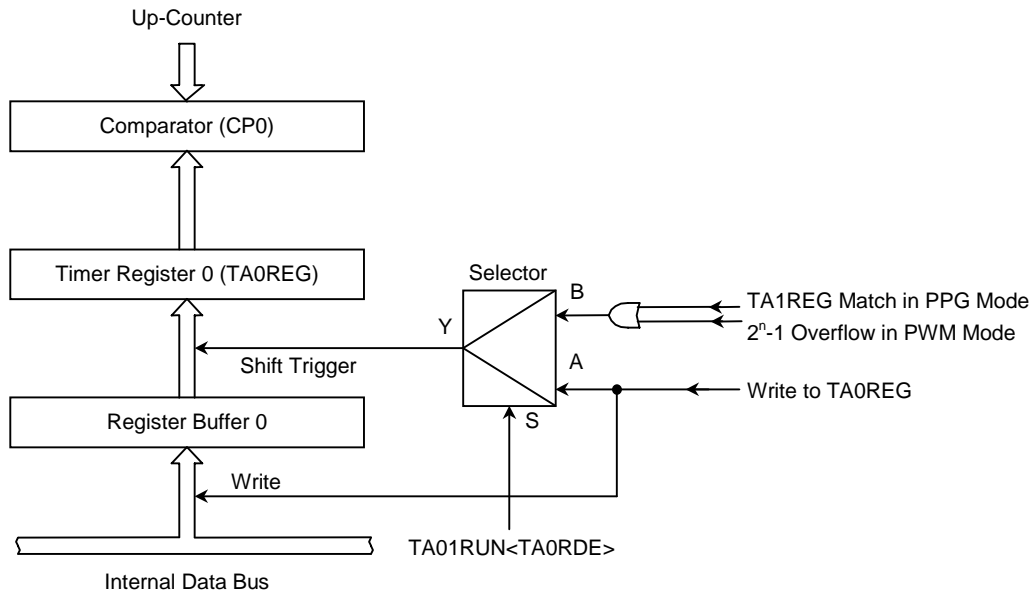 Up-Counter
Comparator (CP0)
Timer Register 0 (TA0REG)
Selector
B
TA1REG Match in PPG Mode
2ⁿ-1 Overflow in PWM Mode
Y
Shift Trigger
A
Write to TA0REG
Register Buffer 0
S
Write
TA01RUN<TA0RDE>
Internal Data Bus